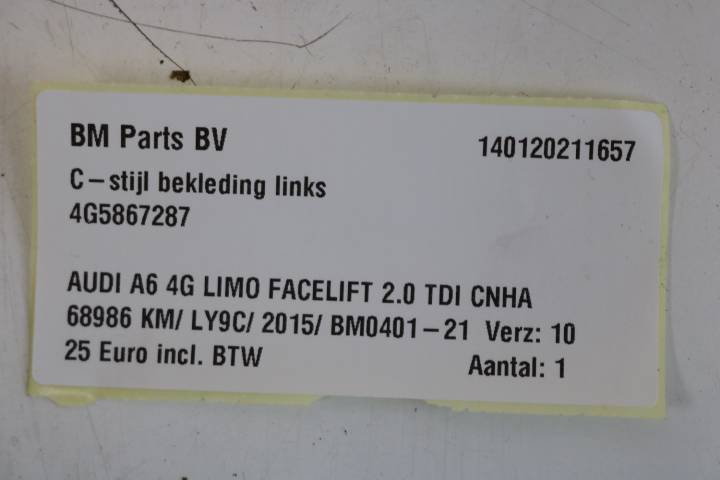 BM Parts BV 140120211657
C-stijl bekleding links
4G5867287
AUDI A6 4G LIMO FACELIFT 2.0 TDI CNHA
68986 KM/ LY9C/ 2015/ BM0401-21 Verz: 10
25 Euro incl. BTW Aantal: 1